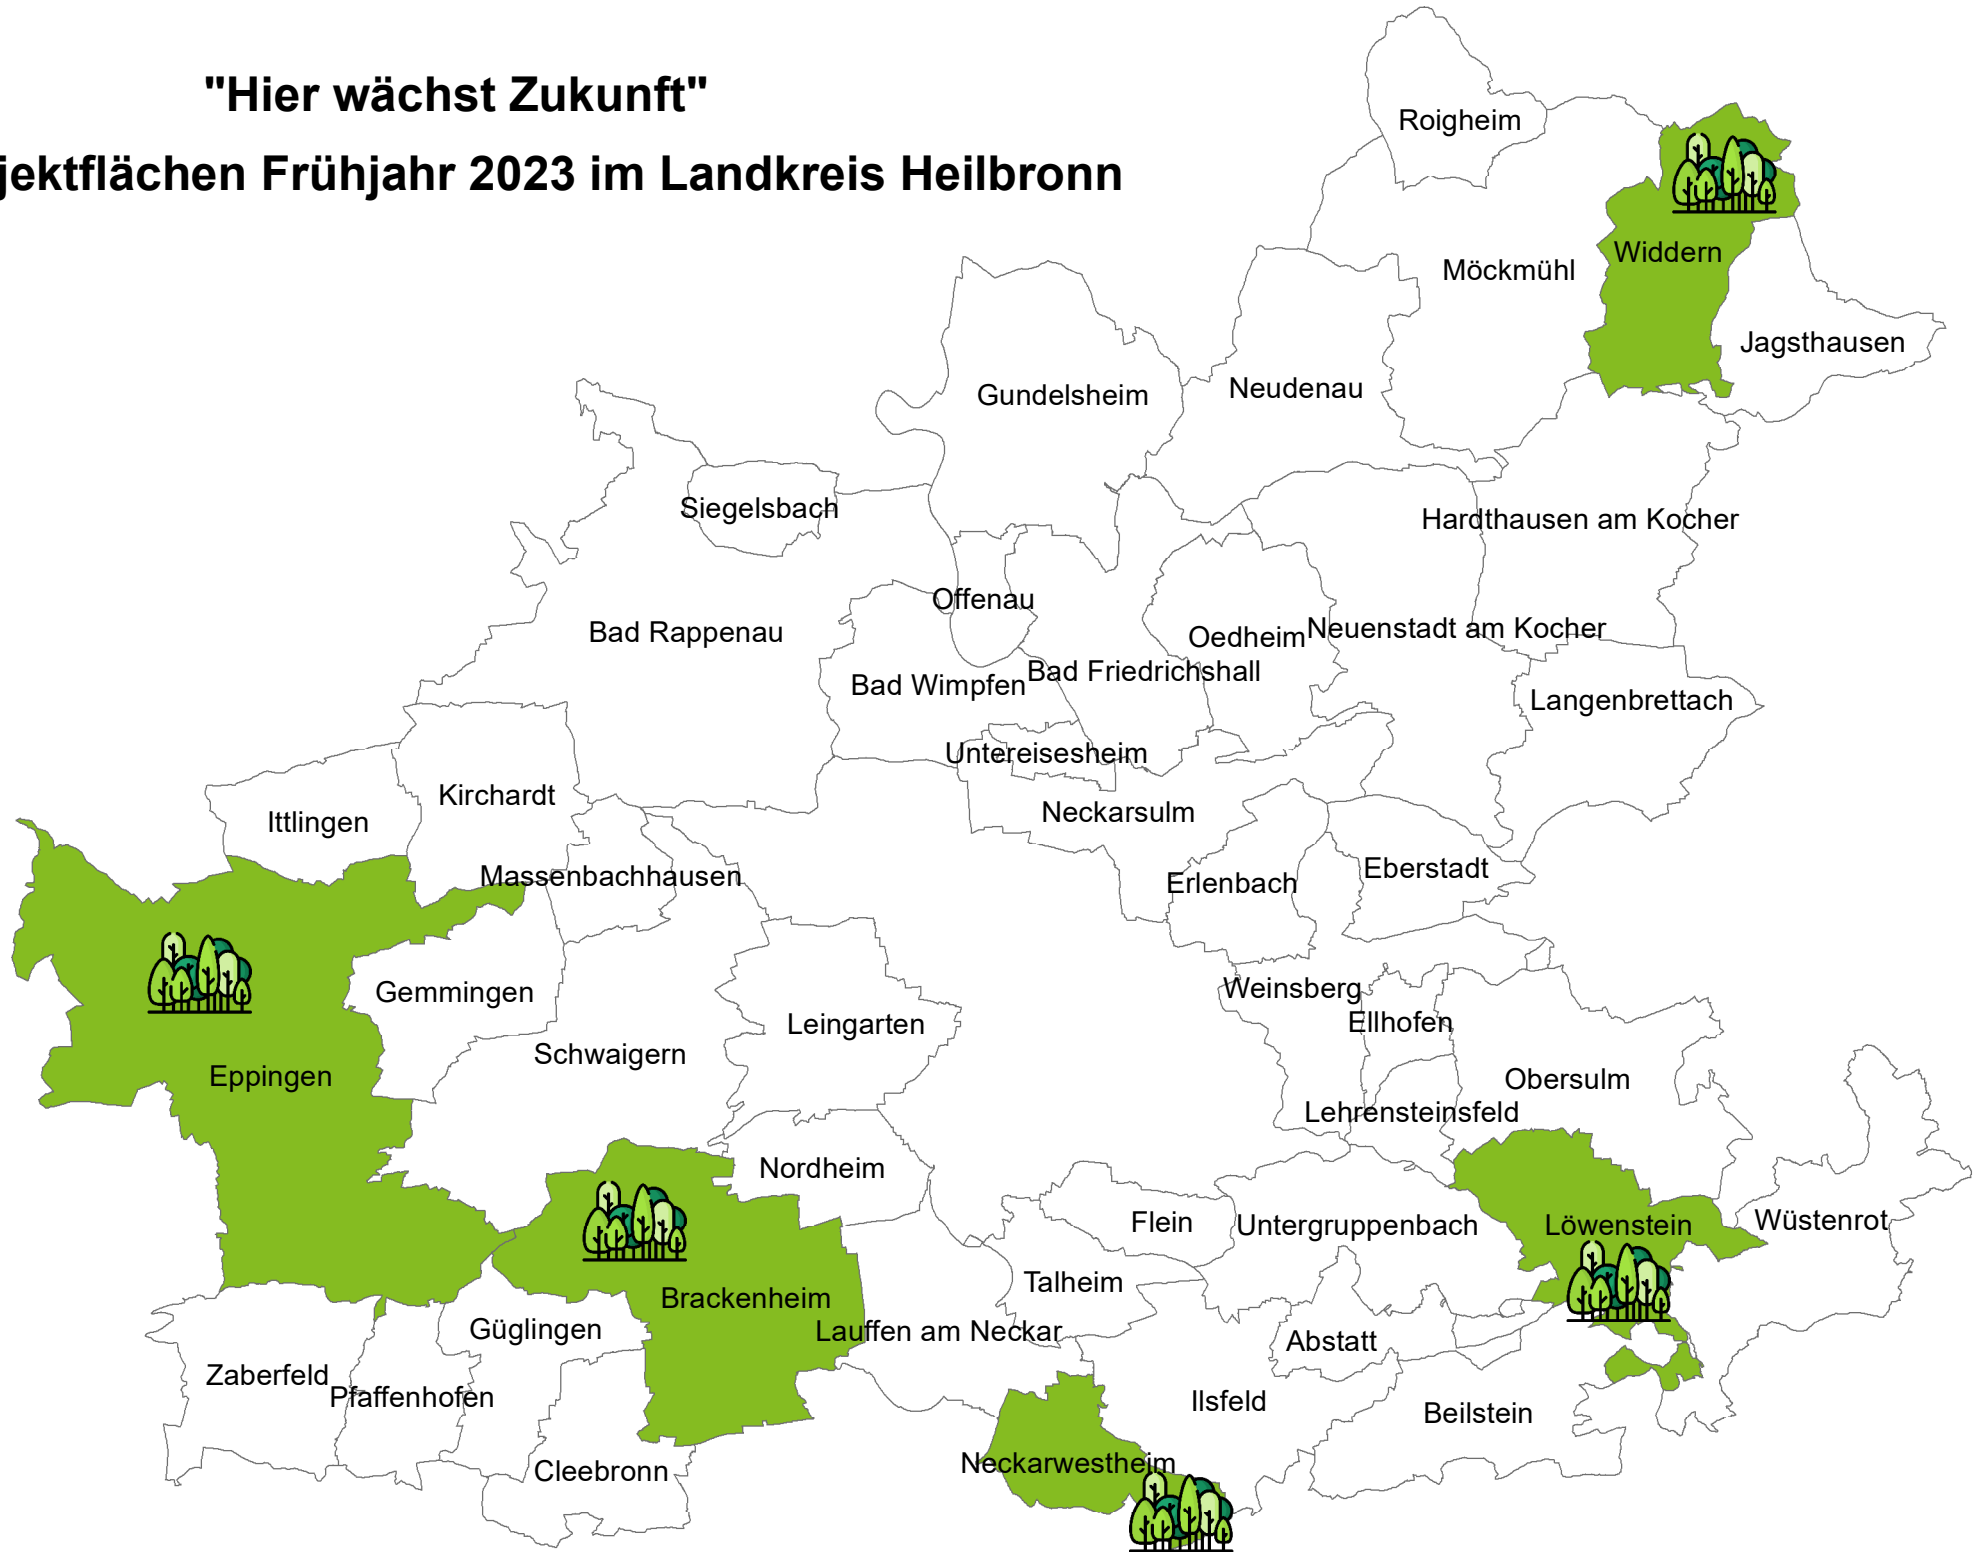 "Hier wächst Zukunft"
jektflächen Frühjahr 2023 im Landkreis Heilbronn
Roigheim
Widdern
Möckmühl
Jagsthausen
Gundelsheim
Neudenau
Siegelsbach
Hardthausen am Kocher
Offenau
Bad Rappenau
Oedheim
Neuenstadt am Kocher
Bad Wimpfen
Bad Friedrichshall
Langenbrettach
Untereisesheim
Kirchardt
Neckarsulm
Ittlingen
Massenbachhausen
Erlenbach
Eberstadt
Gemmingen
Weinsberg
Leingarten
Ellhofen
Schwaigern
Eppingen
Obersulm
Lehrensteinsfeld
Nordheim
Flein
Untergruppenbach
Löwenstein
Wüstenrot
Talheim
Brackenheim
Güglingen
Lauffen am Neckar
Abstatt
Zaberfeld
Pfaffenhofen
Ilsfeld
Beilstein
Neckarwestheim
Cleebronn